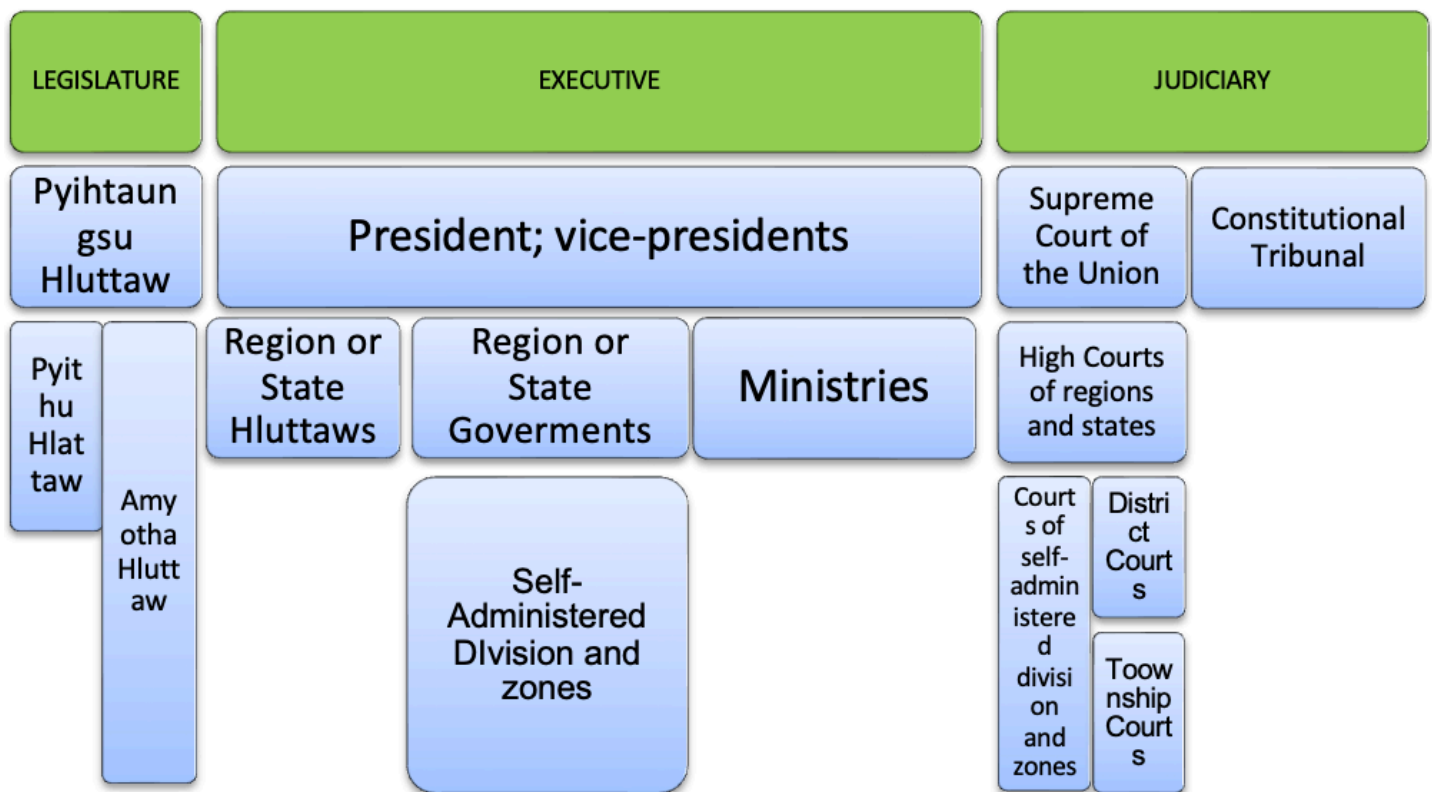 LEGISLATURE
EXECUTIVE
JUDICIARY
Pyihtaun
gsu
Hluttaw
President; vice-presidents
Supreme
Court of
the Union
Constitutional
Tribunal
Pyit
hu
Hlat
taw
Amy
otha
Hlutt
aw
Region or
State
Hluttaws
Region or
State
Goverments
Ministries
High Courts
of regions
and states
Self-
Administered
DIvision and
zones
Court
s of
self-
admin
istere
d
divisi
on
and
zones
Distri
ct
Court
s
Toow
nship
Court
s